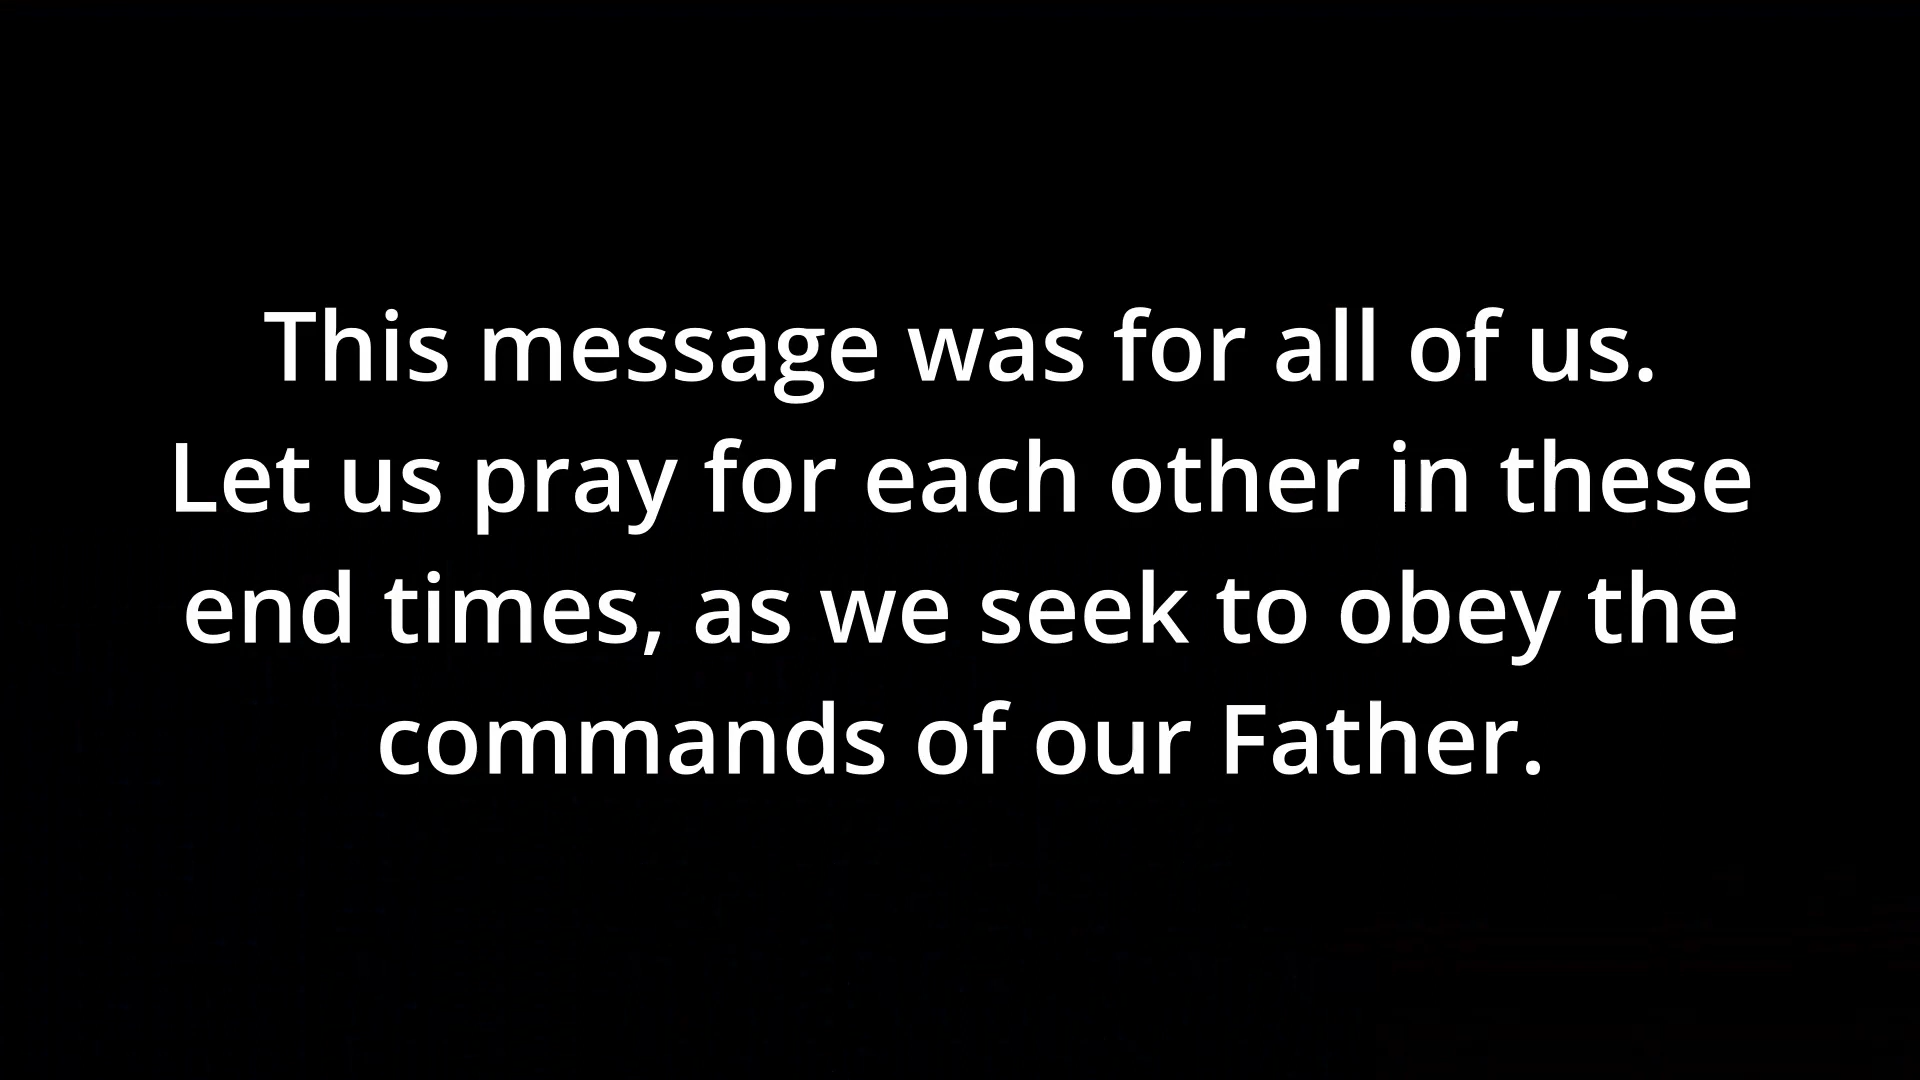 This message was for all of us.
Let us pray for each other in these
end times, as we seek to obey the
commands of our Father.